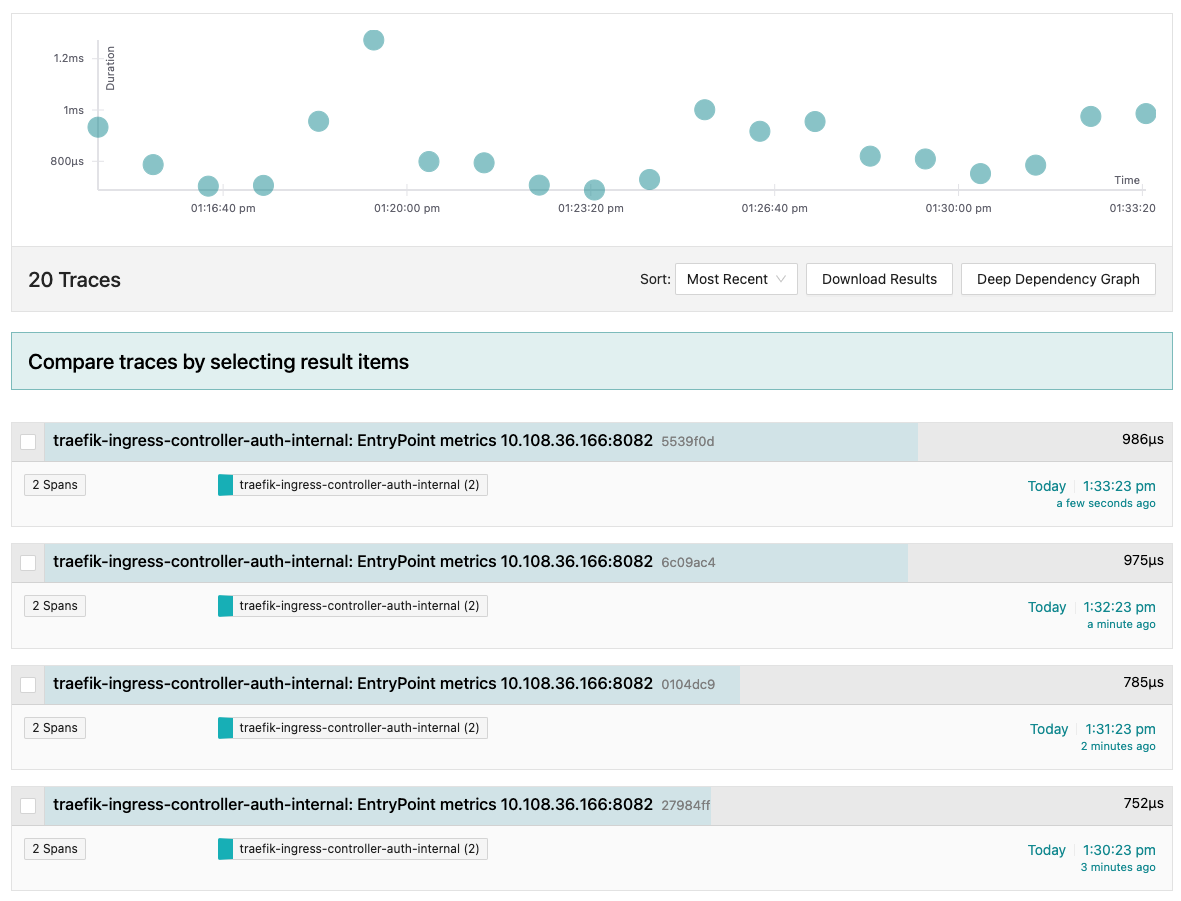 1.2ms
Duration
1ms
800μs
Time
01:16:40 pm 01:20:00 pm 01:23:20 pm 01:26:40 pm 01:30:00 pm 01:33:20
20 Traces Sort: Most Recent Download Results Deep Dependency Graph
Compare traces by selecting result items
traefik-ingress-controller-auth-internal: EntryPoint metrics 10.108.36.166:8082 5539f0d 986μs
2 Spans traefik-ingress-controller-auth-internal (2) Today 1:33:23 pm
a few seconds ago
traefik-ingress-controller-auth-internal: EntryPoint metrics 10.108.36.166:8082 6c09ac4 975μs
2 Spans traefik-ingress-controller-auth-internal (2) Today 1:32:23 pm
a minute ago
traefik-ingress-controller-auth-internal: EntryPoint metrics 10.108.36.166:8082 0104dc9 785μs
2 Spans traefik-ingress-controller-auth-internal (2) Today 1:31:23 pm
2 minutes ago
traefik-ingress-controller-auth-internal: EntryPoint metrics 10.108.36.166:8082 27984ff 752μs
2 Spans traefik-ingress-controller-auth-internal (2) Today 1:30:23 pm
3 minutes ago